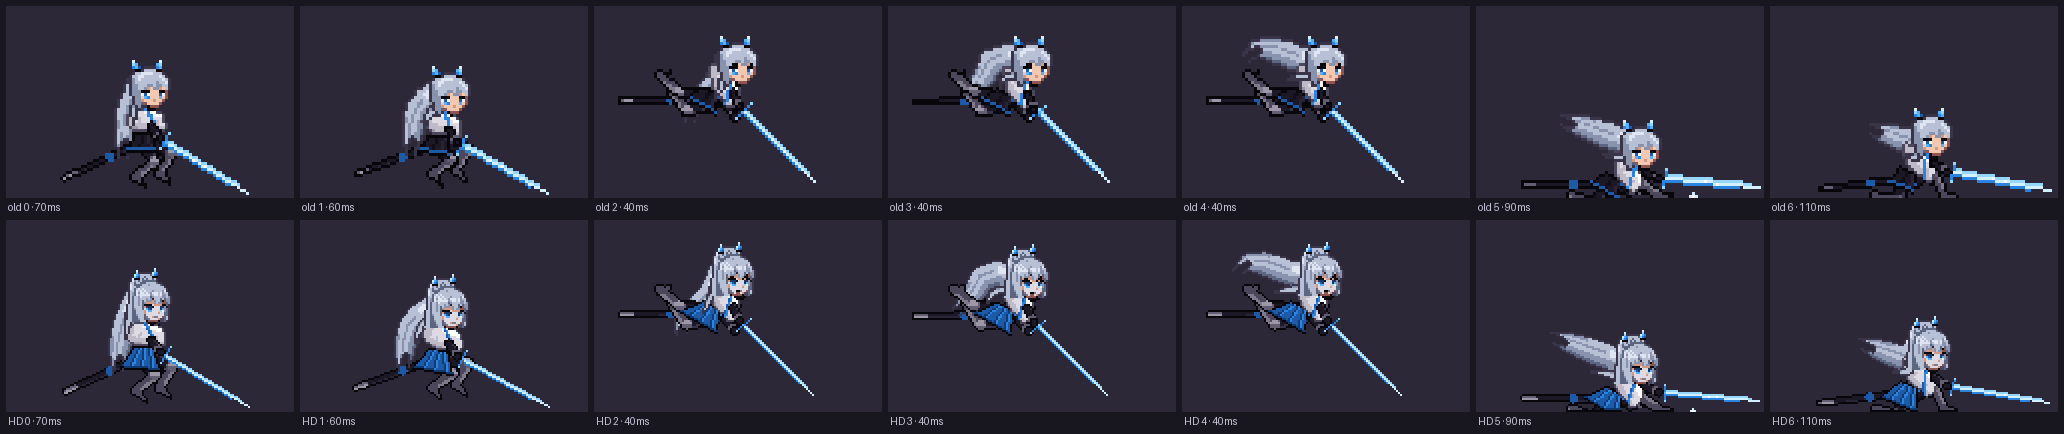 old 0·70ms
old 1·60ms
old 2·40ms
old 3·40ms
old 4·40ms
old 5·90ms
old 6·110ms
HD 0·70ms
HD 1·60ms
HD 2·40ms
HD 3·40ms
HD 4·40ms
HD 5·90ms
HD 6·110ms